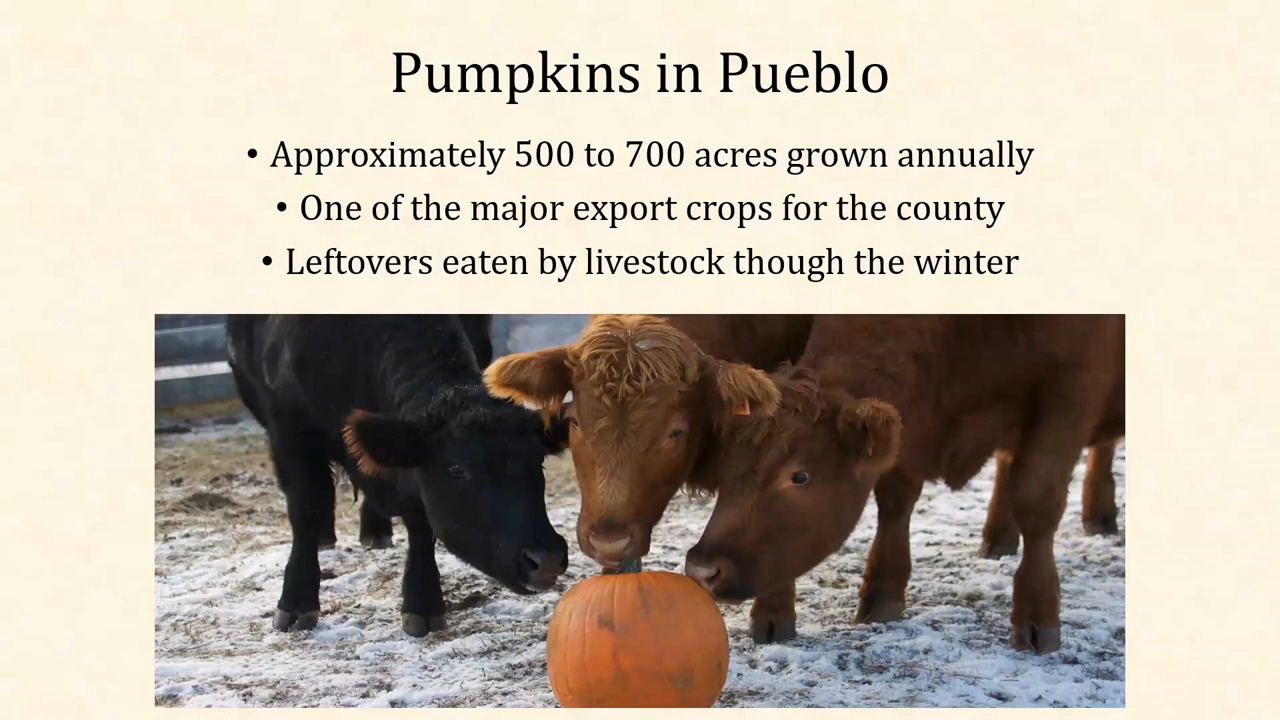 Pumpkins in Pueblo
• Approximately 500 to 700 acres grown annually
• One of the major export crops for the county
• Leftovers eaten by livestock though the winter